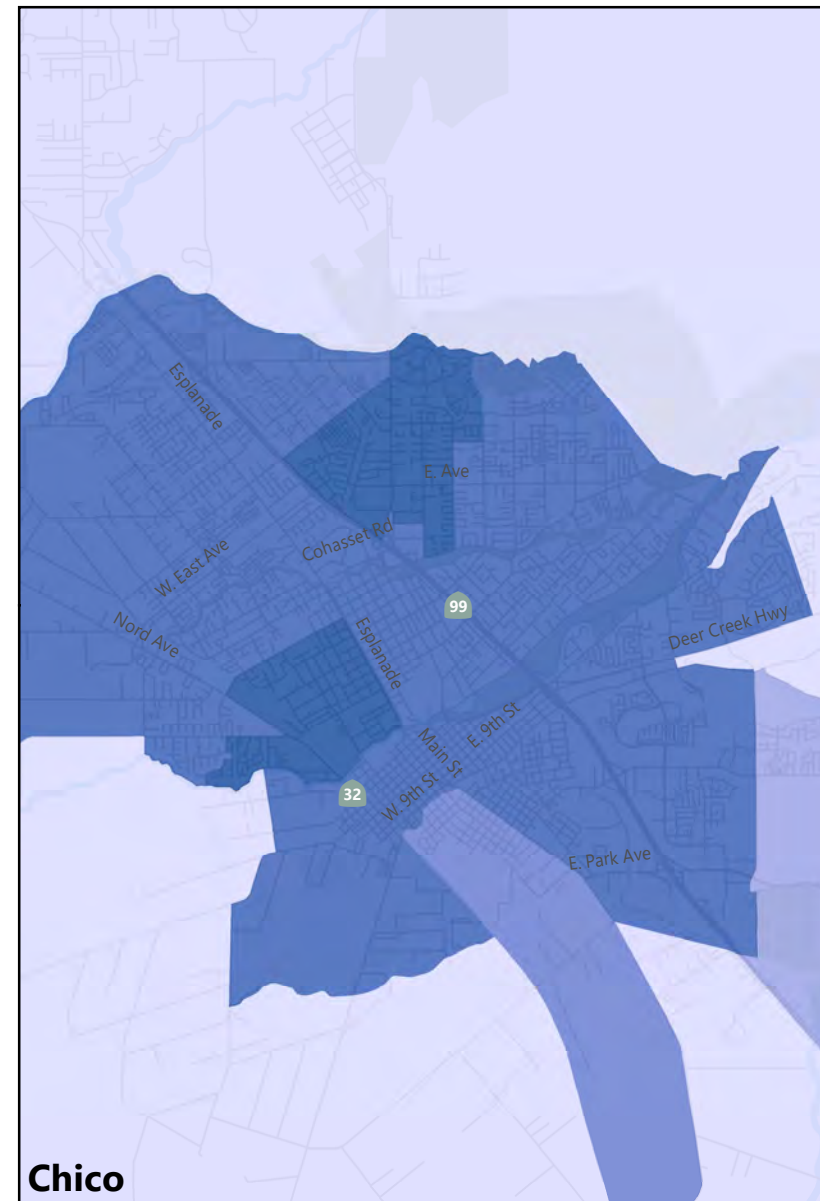 Esplanade
E. Ave
Cohasset Rd
W. East Ave
99
Nord Ave
Esplanade
Deer Creek Hwy
E. 9th St
Main St
32
W. 9th St
E. Park Ave
Chico